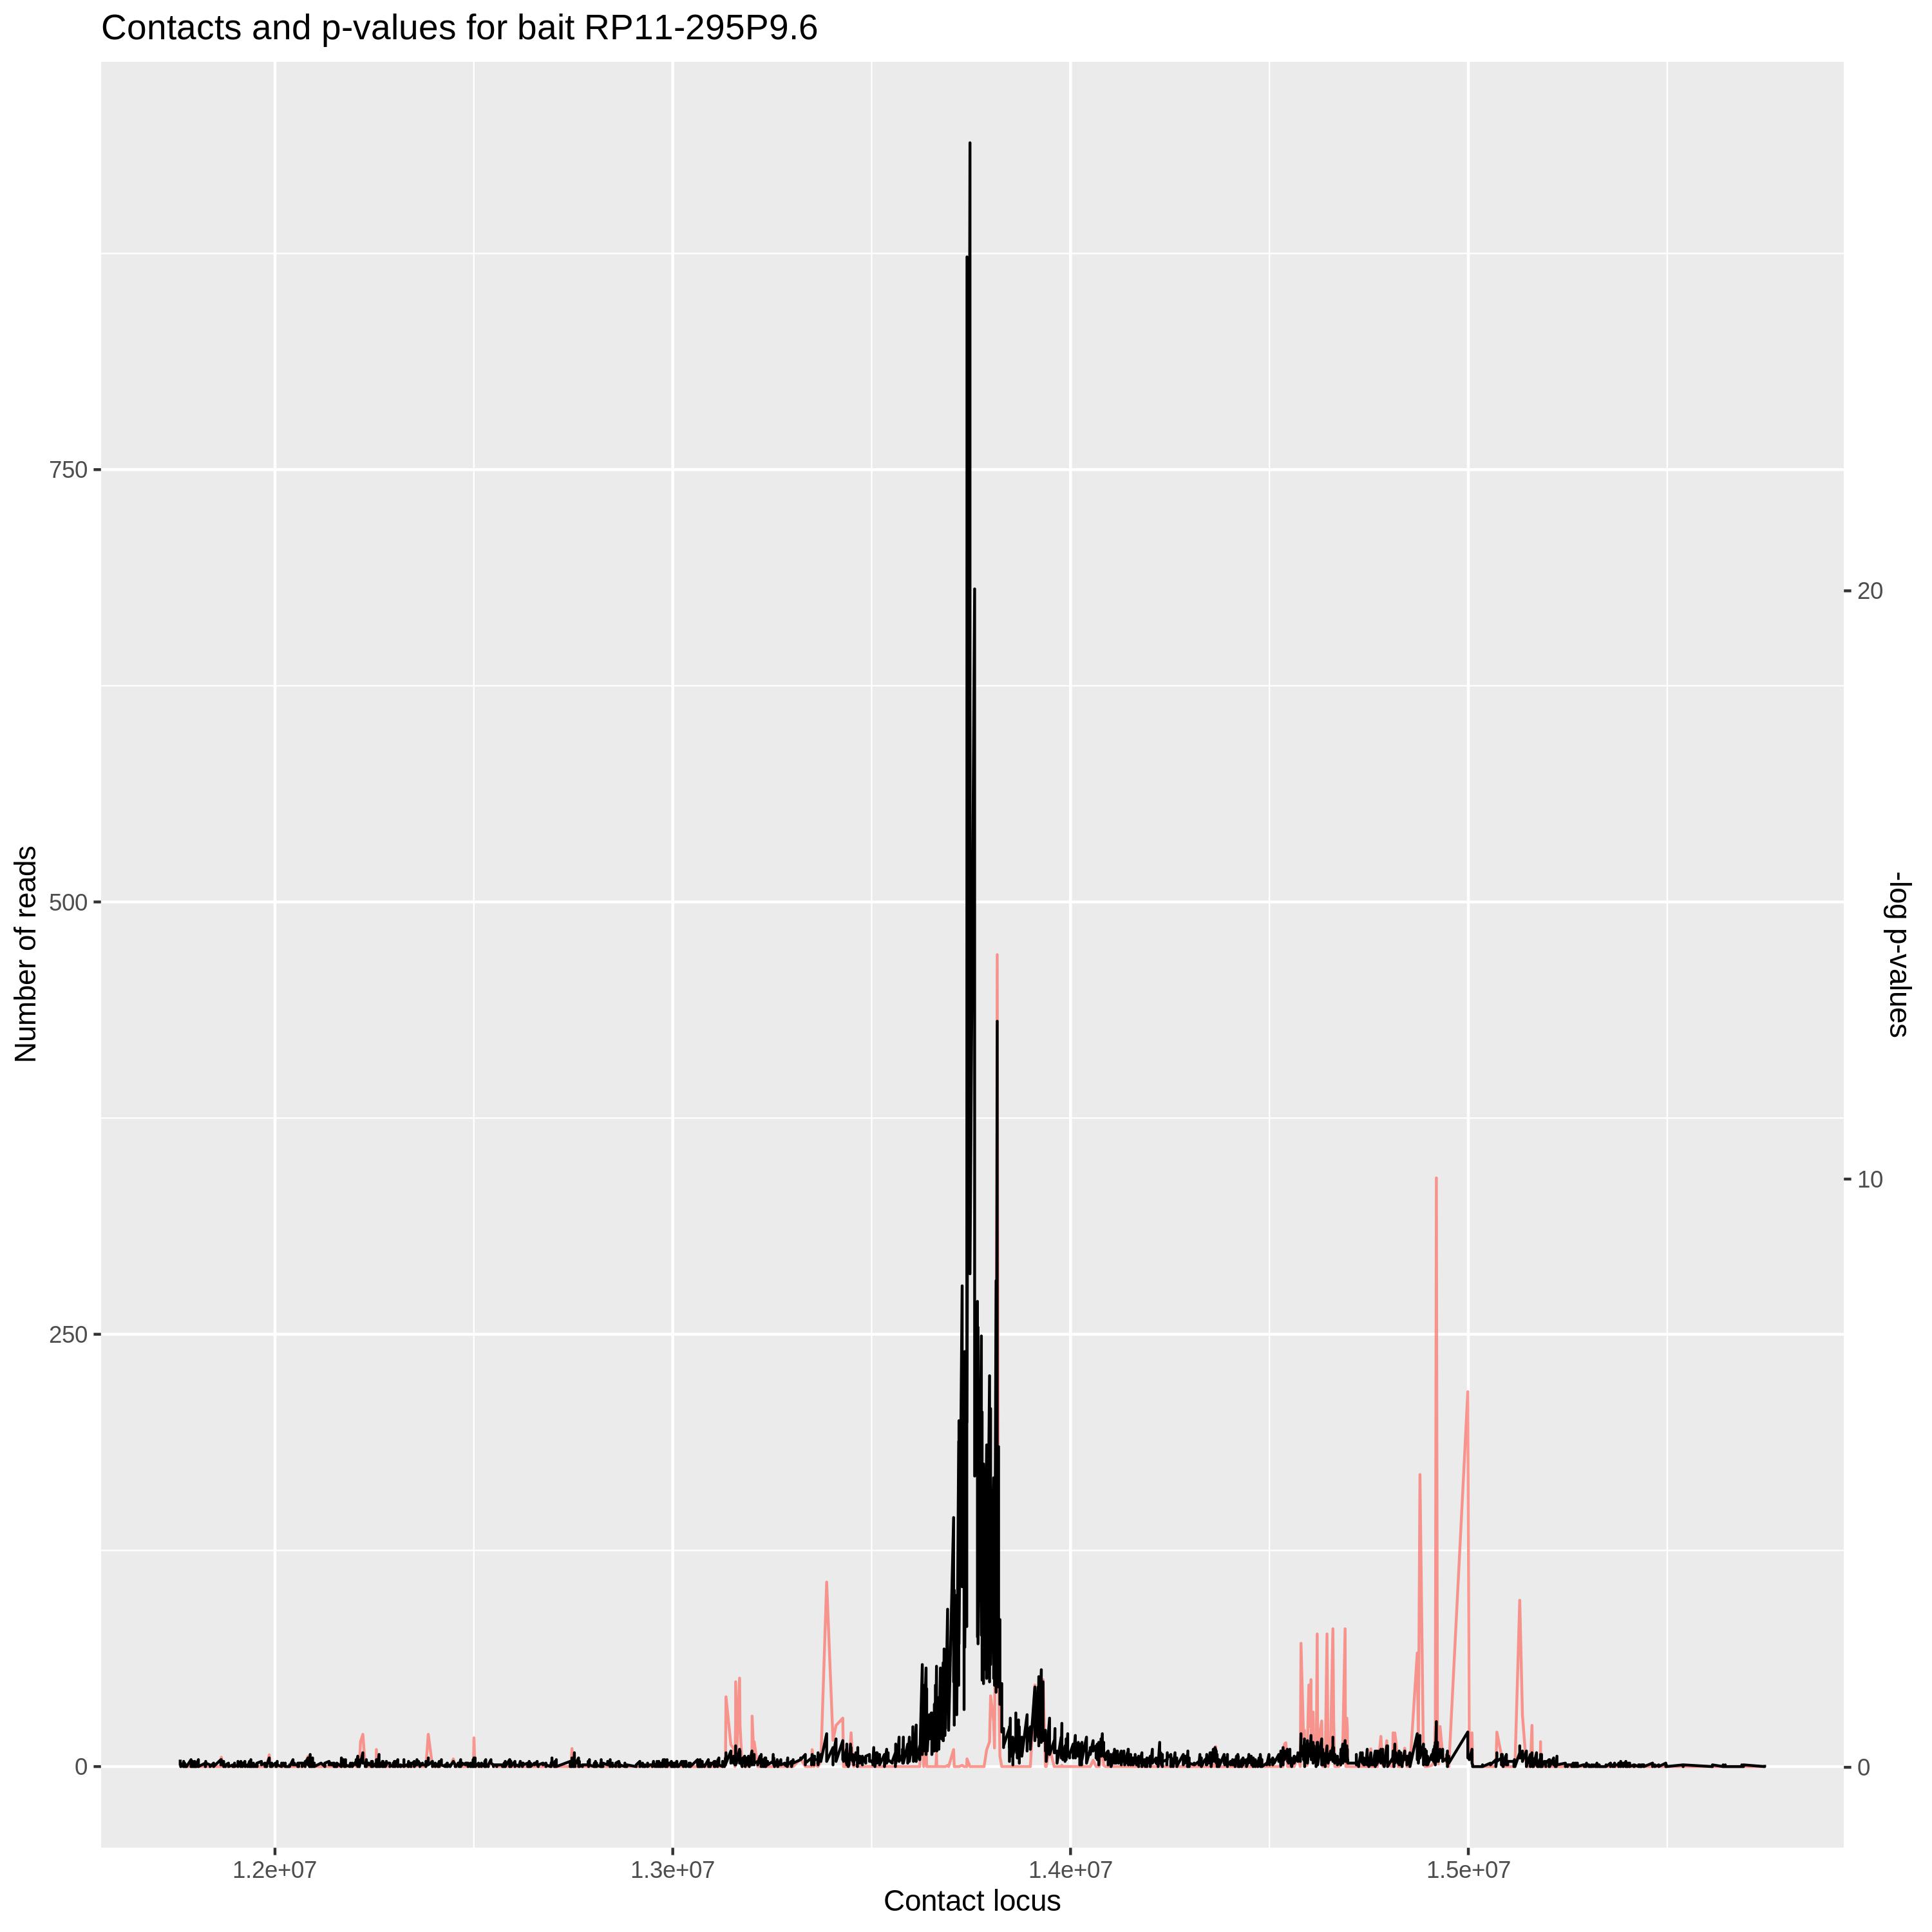 Contacts and p-values for bait RP11-295P9.6
750
500
250
0
20
10
0
Number of reads
-log p-values
1.2e+07
1.3e+07
1.4e+07
1.5e+07
Contact locus